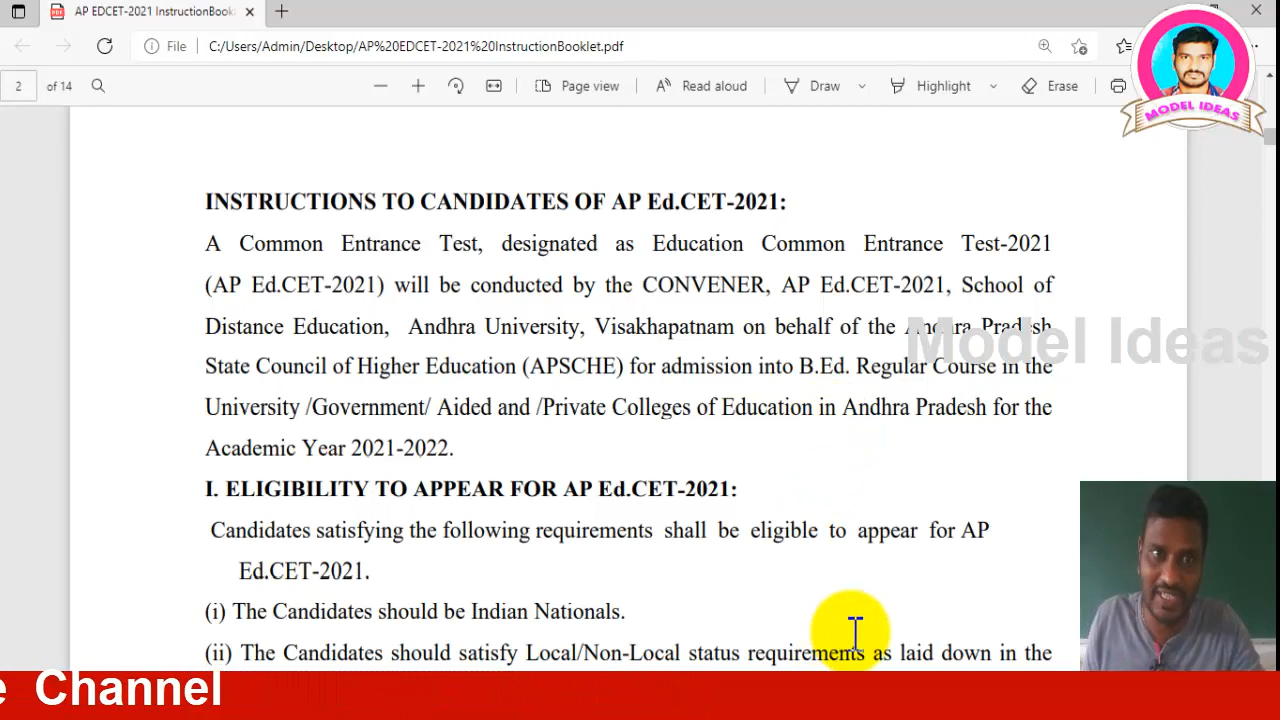 AP EDCET-2021 InstructionBook
File C:/Users/Admin/Desktop/AP%20EDCET-2021%20InstructionBooklet.pdf
2 of 14 Page view Read aloud Draw Highlight Erase
MODEL IDEAS
INSTRUCTIONS TO CANDIDATES OF AP Ed.CET-2021:
A Common Entrance Test, designated as Education Common Entrance Test-2021
(AP Ed.CET-2021) will be conducted by the CONVENER, AP Ed.CET-2021, School of
Distance Education, Andhra University, Visakhapatnam on behalf of the Andhra Pradesh
Model Ideas
State Council of Higher Education (APSCHE) for admission into B.Ed. Regular Course in the
University /Government/ Aided and /Private Colleges of Education in Andhra Pradesh for the
Academic Year 2021-2022.
I. ELIGIBILITY TO APPEAR FOR AP Ed.CET-2021:
Candidates satisfying the following requirements shall be eligible to appear for AP
Ed.CET-2021.
(i) The Candidates should be Indian Nationals.
(ii) The Candidates should satisfy Local/Non-Local status requirements as laid down in the
e Channel